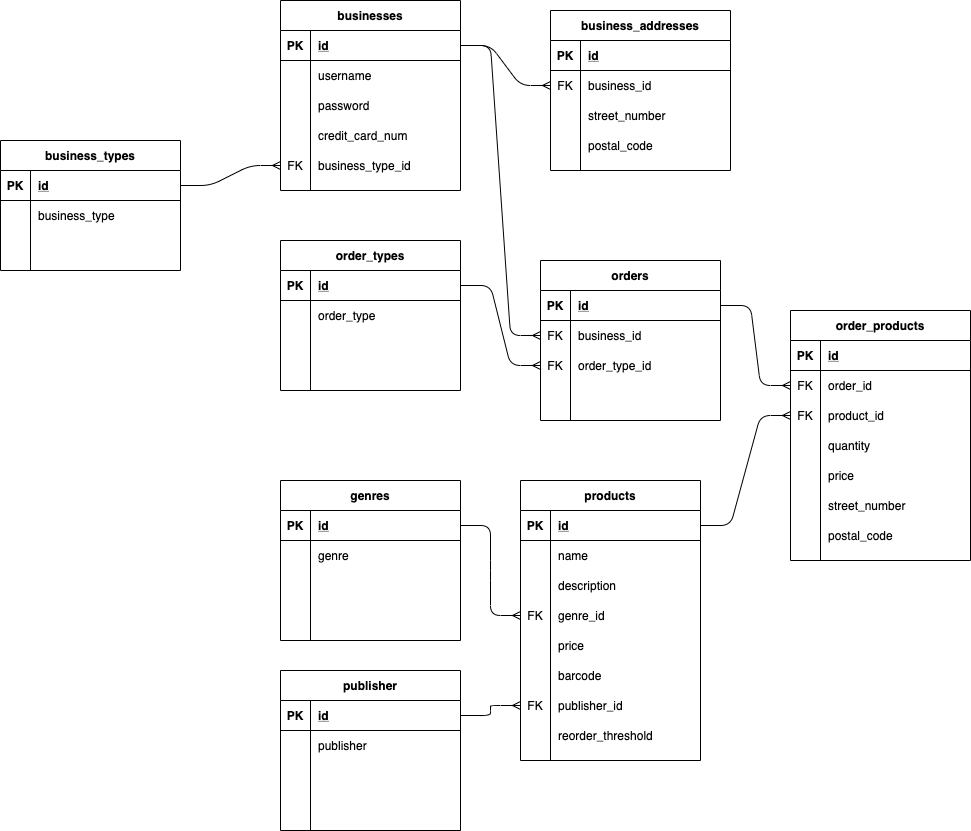 businesses
PK id
username
password
credit_card_num
FK business_type_id
business_addresses
PK id
FK business_id
street_number
postal_code
business_types
PK id
business_type
order_types
PK id
order_type
orders
PK id
FK business_id
FK order_type_id
order_products
PK id
FK order_id
FK product_id
quantity
price
street_number
postal_code
genres
PK id
genre
products
PK id
name
description
FK genre_id
price
barcode
FK publisher_id
reorder_threshold
publisher
PK id
publisher